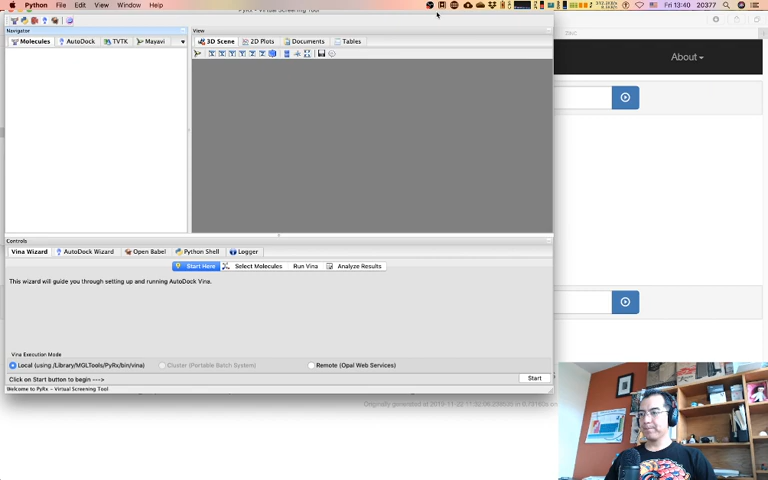 Python File Edit View Window Help
Fri 13:40 20377
PyRx - Virtual Screening Tool
Navigator
View
Molecules AutoDock TVTK Mayavi
3D Scene 2D Plots Documents Tables
About
Controls
Vina Wizard AutoDock Wizard Open Babel Python Shell Logger
Start Here Select Molecules Run Vina Analyze Results
This wizard will guide you through setting up and running AutoDock Vina.
Vina Execution Mode
Local (using /Library/MGLTools/PyRx/bin/vina) Cluster (Portable Batch System) Remote (Opal Web Services)
Click on Start button to begin --->
Start
Welcome to PyRx - Virtual Screening Tool